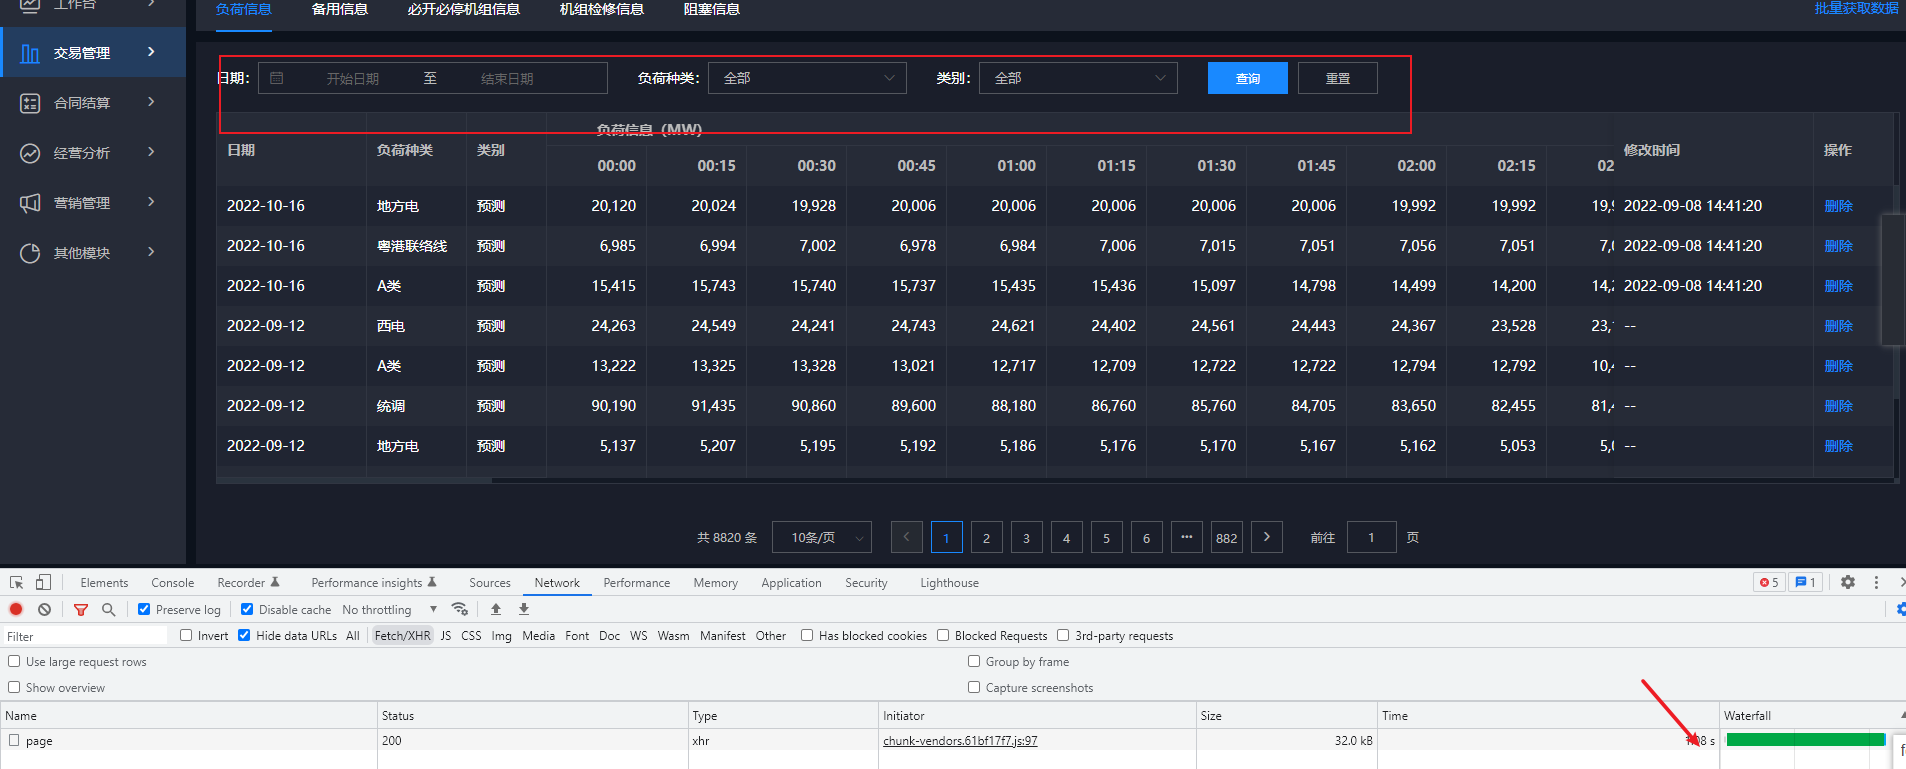 工作台
负荷信息 备用信息 必开必停机组信息 机组检修信息 阻塞信息 批量获取数据
交易管理
合同结算
经营分析
营销管理
其他模块
日期: 开始日期 至 结束日期 负荷种类: 全部 类别: 全部 查询 重置
日期 负荷种类 类别 负荷信息 (MW) 修改时间 操作
00:00 00:15 00:30 00:45 01:00 01:15 01:30 01:45 02:00 02:15 02
2022-10-16 地方电 预测 20,120 20,024 19,928 20,006 20,006 20,006 20,006 20,006 19,992 19,992 2022-09-08 14:41:20 删除
2022-10-16 粤港联络线 预测 6,985 6,994 7,002 6,978 6,984 7,006 7,015 7,051 7,056 7,051 2022-09-08 14:41:20 删除
2022-10-16 A类 预测 15,415 15,743 15,740 15,737 15,435 15,436 15,097 14,798 14,499 14,200 2022-09-08 14:41:20 删除
2022-09-12 西电 预测 24,263 24,549 24,241 24,743 24,621 24,402 24,561 24,443 24,367 23,528 -- 删除
2022-09-12 A类 预测 13,222 13,325 13,328 13,021 12,717 12,709 12,722 12,722 12,794 12,792 -- 删除
2022-09-12 统调 预测 90,190 91,435 90,860 89,600 88,180 86,760 85,760 84,705 83,650 82,455 -- 删除
2022-09-12 地方电 预测 5,137 5,207 5,195 5,192 5,186 5,176 5,170 5,167 5,162 5,053 -- 删除
共 8820 条 10条/页 1 2 3 4 5 6 ··· 882 前往 1 页
Elements Console Recorder Performance insights Sources Network Performance Memory Application Security Lighthouse 5 1
Preserve log Disable cache No throttling
Filter Invert Hide data URLs All Fetch/XHR JS CSS Img Media Font Doc WS Wasm Manifest Other Has blocked cookies Blocked Requests 3rd-party requests
Use large request rows Group by frame
Show overview Capture screenshots
Name Status Type Initiator Size Time Waterfall
page 200 xhr chunk-vendors.61bf17f7.js:97 32.0 kB s